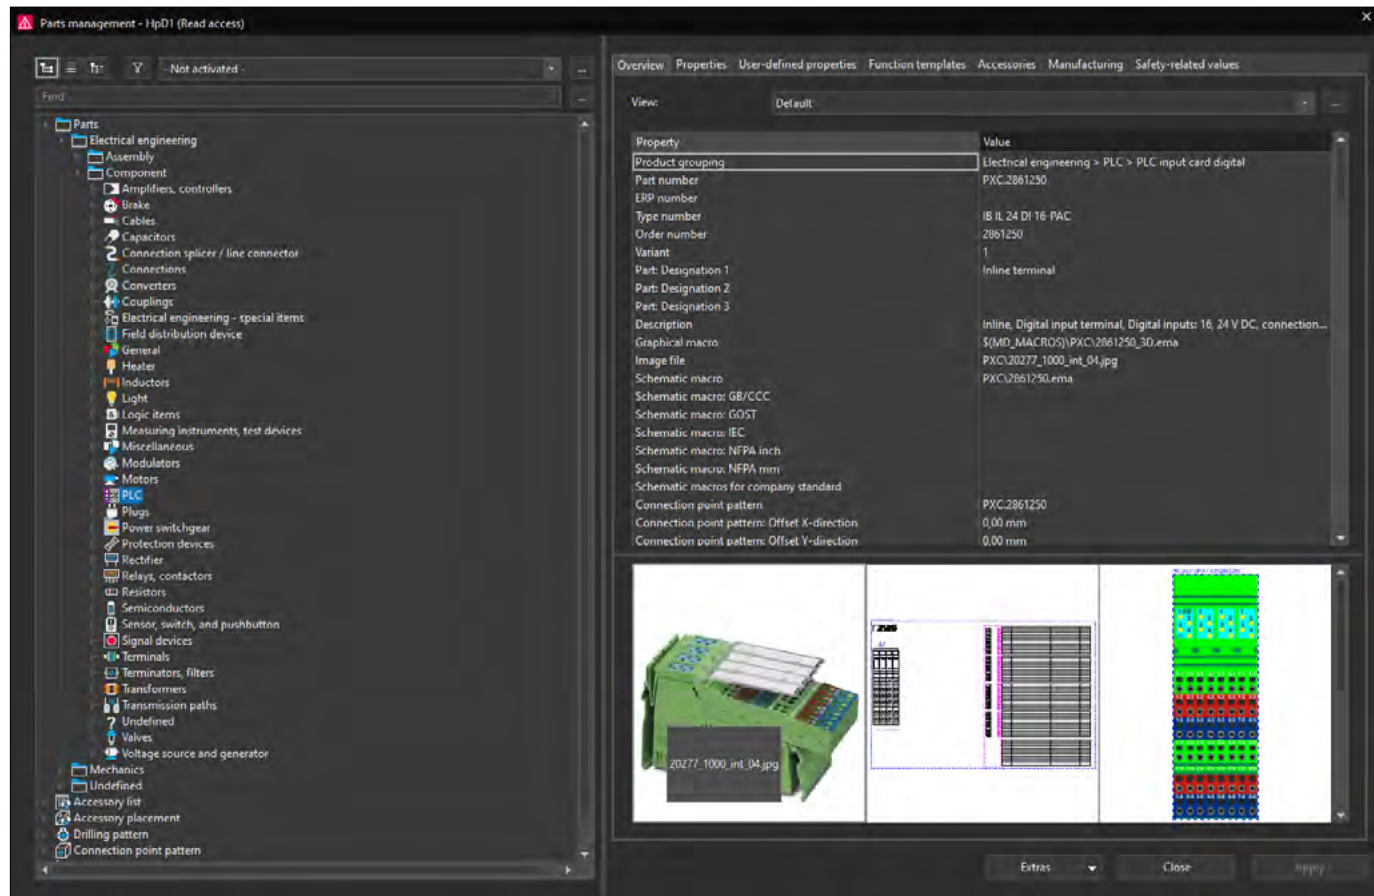 Parts management - HpD1 (Read access)
- Not activated -
Find
Parts
Electrical engineering
Assembly
Component
Amplifiers, controllers
Brake
Cables
Capacitors
Connection splicer / line connector
Connections
Converters
Couplings
Electrical engineering - special items
Field distribution device
General
Heater
Inductors
Light
Logic items
Measuring instruments, test devices
Miscellaneous
Modulators
Motors
PLC
Plugs
Power switchgear
Protection devices
Rectifier
Relays, contactors
Resistors
Semiconductors
Sensor, switch, and pushbutton
Signal devices
Terminals
Terminators, filters
Transformers
Transmission paths
Undefined
Valves
Voltage source and generator
Mechanics
Undefined
Accessory list
Accessory placement
Drilling pattern
Connection point pattern
Overview Properties User-defined properties Function templates Accessories Manufacturing Safety-related values
View: Default
Property Value
Product grouping Electrical engineering > PLC > PLC input card digital
Part number PXC.2861250
ERP number
Type number IB IL 24 DI 16-PAC
Order number 2861250
Variant 1
Part: Designation 1 Inline terminal
Part: Designation 2
Part: Designation 3
Description Inline, Digital input terminal, Digital inputs: 16, 24 V DC, connection...
Graphical macro $(MD_MACROS)\PXC\2861250_3D.ema
Image file PXC\20277_1000_int_04.jpg
Schematic macro PXC\2861250.ema
Schematic macro: GB/CCC
Schematic macro: GOST
Schematic macro: IEC
Schematic macro: NFPA inch
Schematic macro: NFPA mm
Schematic macros for company standard
Connection point pattern PXC.2861250
Connection point pattern: Offset X-direction 0,00 mm
Connection point pattern: Offset Y-direction 0,00 mm
20277_1000_int_04.jpg
Extras Close Apply